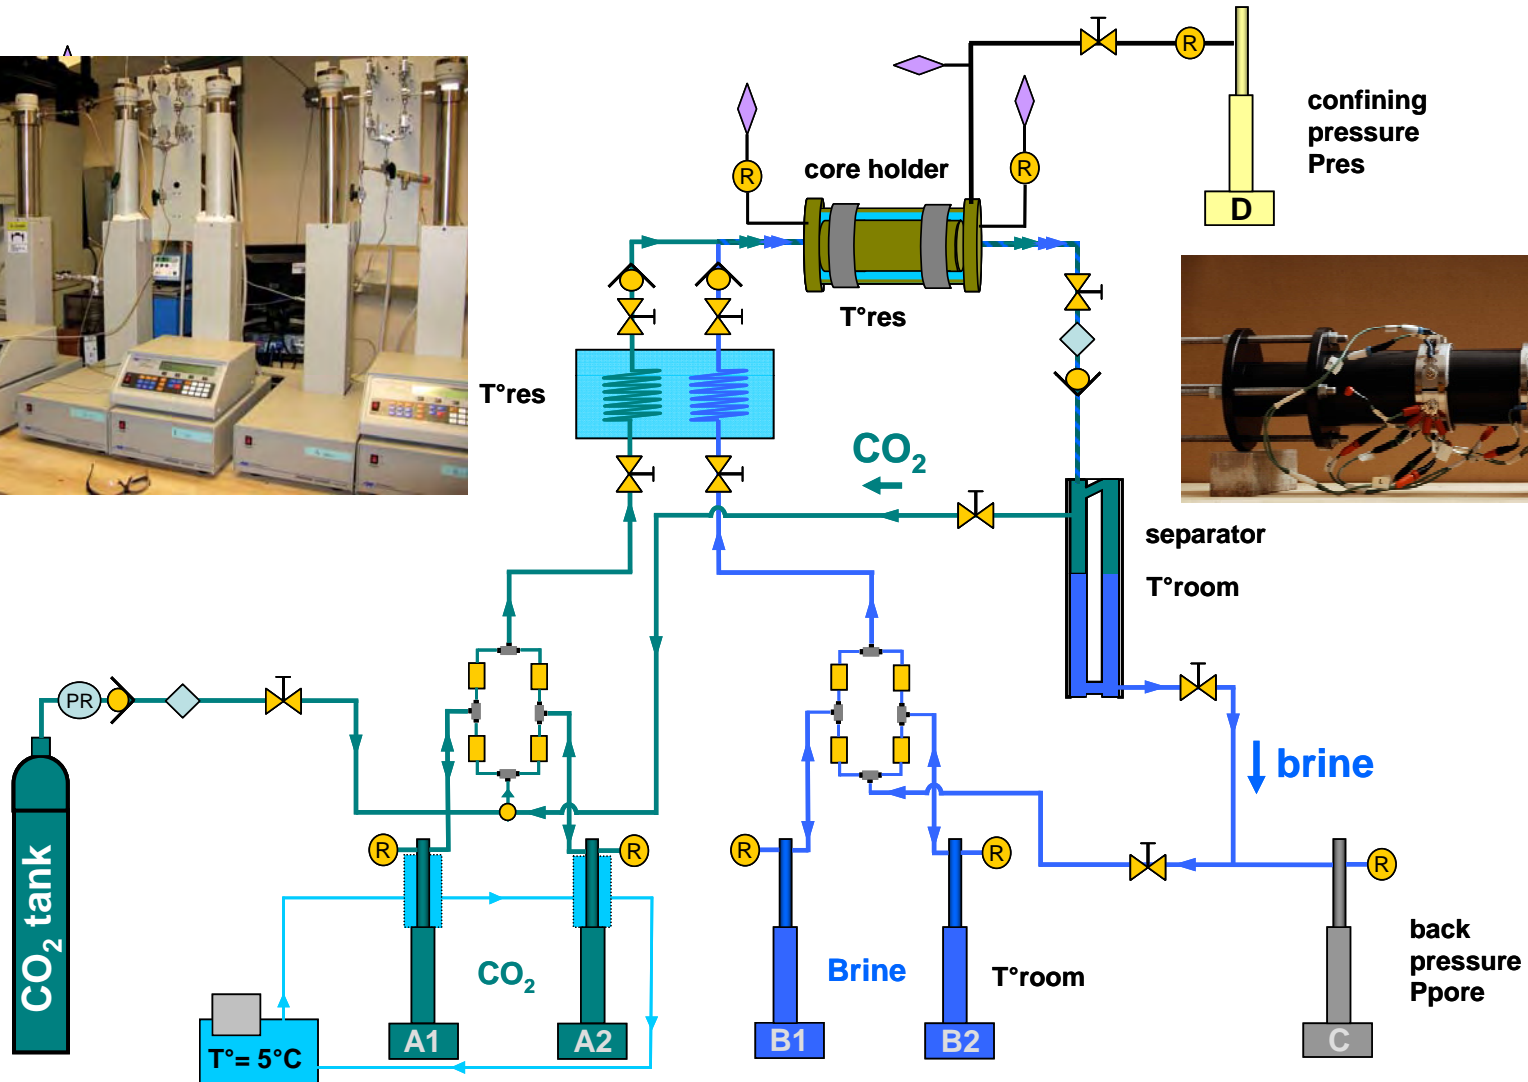 R
confining
pressure
Pres
D
R
core holder
R
T°res
T°res
CO2
separator
T°room
PR
brine
CO2 tank
R
R
R
R
R
CO2
Brine
T°room
back
pressure
Ppore
A1
A2
B1
B2
C
T°= 5°C